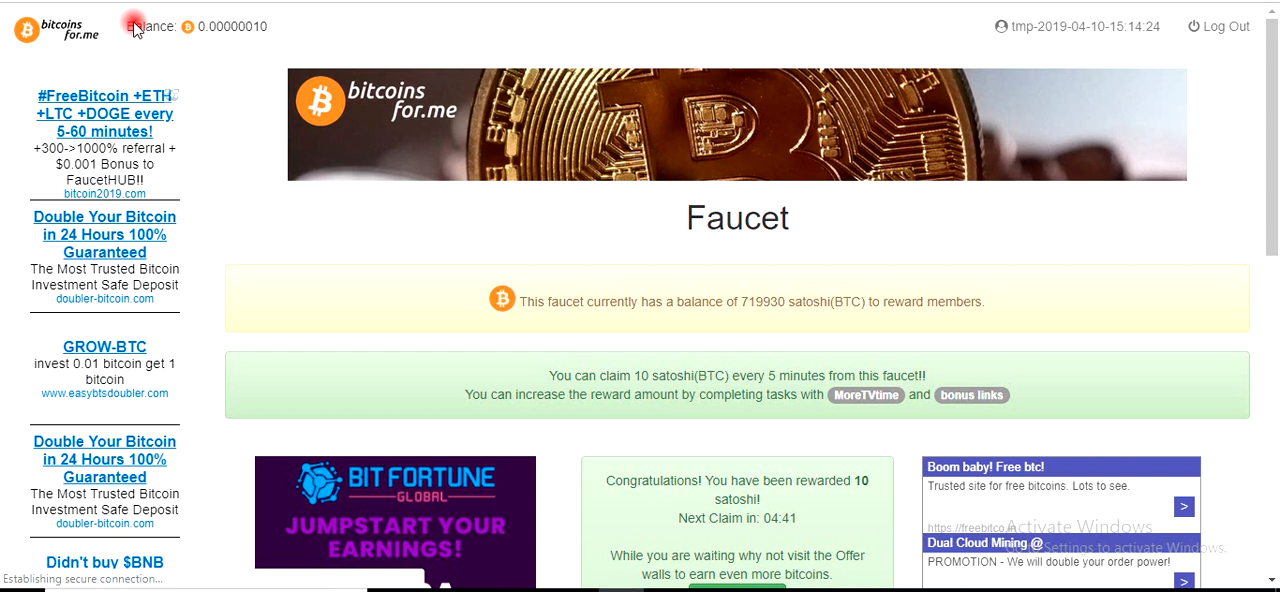 bitcoins
for.me
Balance: 0.00000010
tmp-2019-04-10-15:14:24
Log Out
#FreeBitcoin +ETH
+LTC +DOGE every
5-60 minutes!
+300->1000% referral +
$0.001 Bonus to
FaucetHUB!!
bitcoin2019.com
Double Your Bitcoin
in 24 Hours 100%
Guaranteed
The Most Trusted Bitcoin
Investment Safe Deposit
doubler-bitcoin.com
GROW-BTC
invest 0.01 bitcoin get 1
bitcoin
www.easybtsdoubler.com
Double Your Bitcoin
in 24 Hours 100%
Guaranteed
The Most Trusted Bitcoin
Investment Safe Deposit
doubler-bitcoin.com
Didn't buy $BNB
Establishing secure connection...
bitcoins
for.me
Faucet
This faucet currently has a balance of 719930 satoshi(BTC) to reward members.
You can claim 10 satoshi(BTC) every 5 minutes from this faucet!!
You can increase the reward amount by completing tasks with MoreTVtime and bonus links
BIT FORTUNE
GLOBAL
JUMPSTART YOUR
EARNINGS!
Congratulations! You have been rewarded 10
satoshi!
Next Claim in: 04:41
While you are waiting why not visit the Offer
walls to earn even more bitcoins.
Boom baby! Free btc!
Trusted site for free bitcoins. Lots to see.
>
https://freebitco.in
Dual Cloud Mining @
PROMOTION - We will double your order power!
>
Activate Windows
Go to Settings to activate Windows.